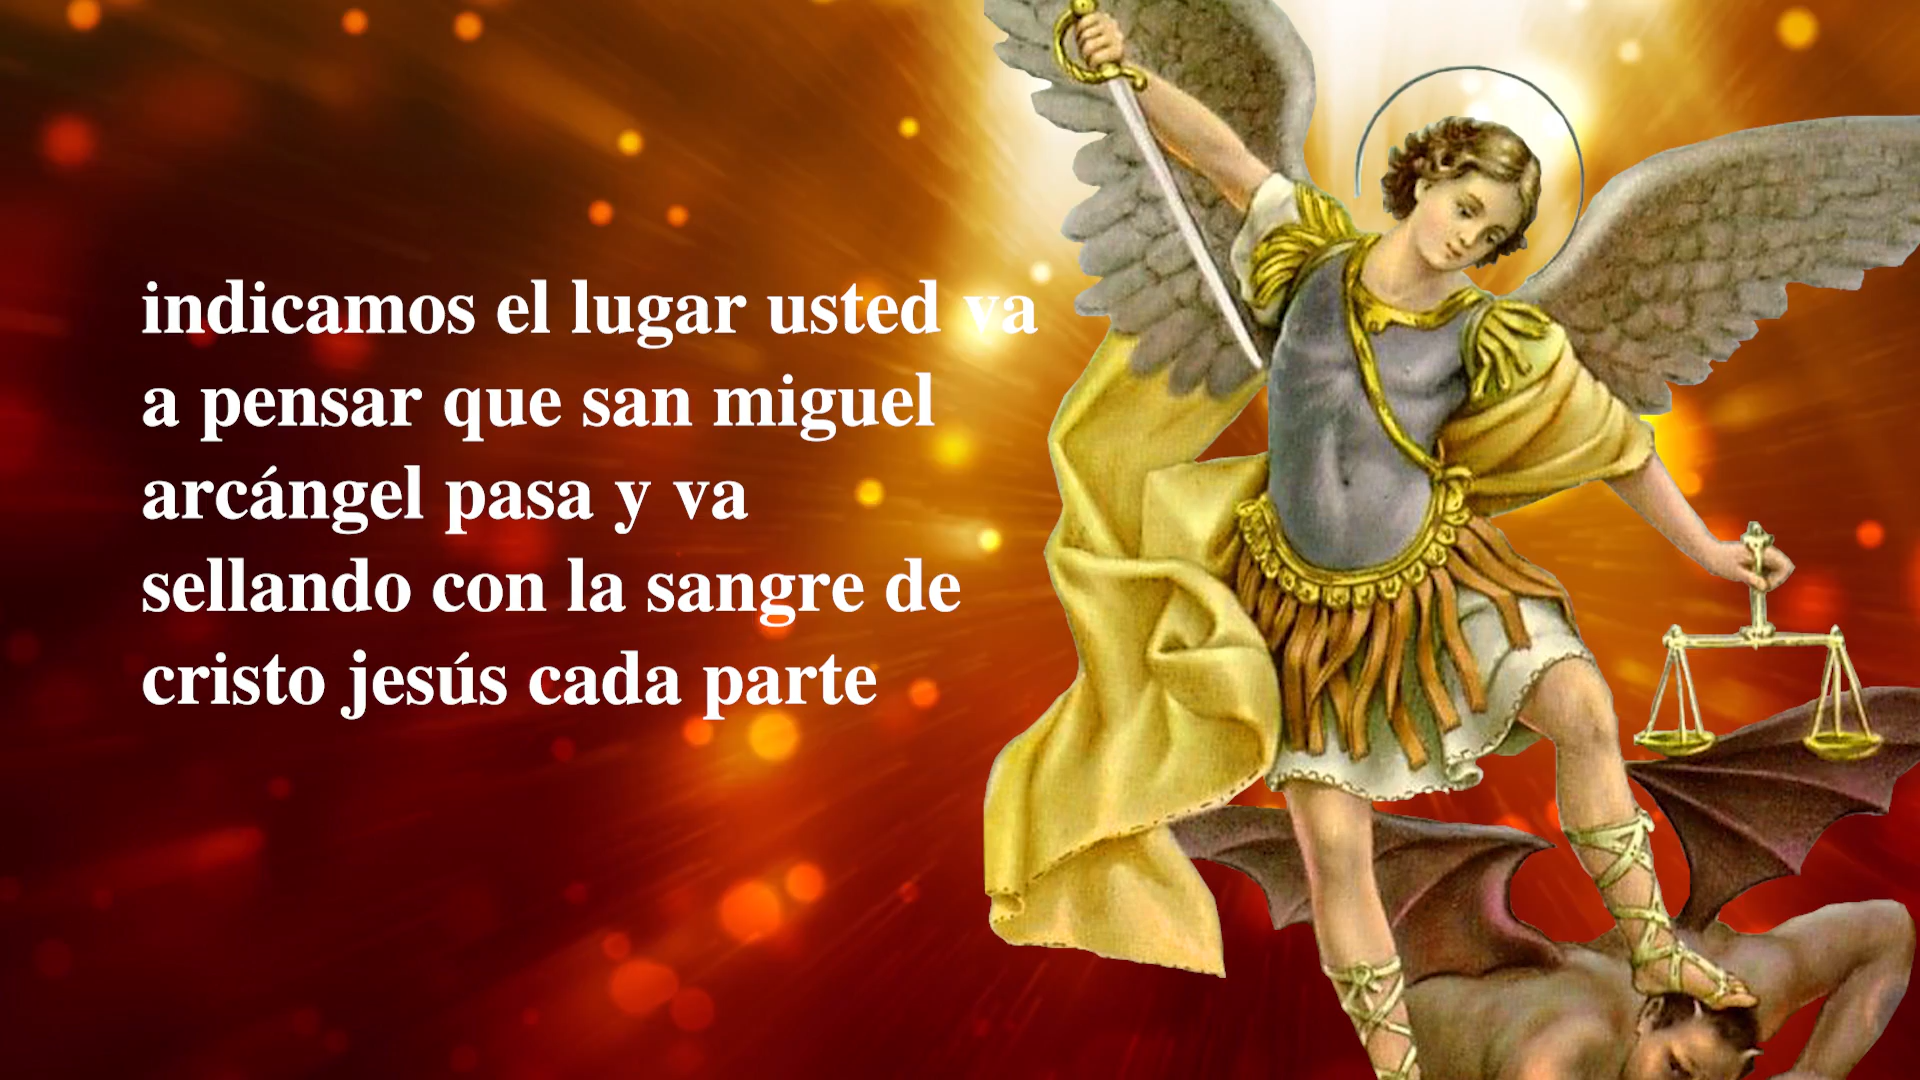 indicamos el lugar usted va
a pensar que san miguel
arcángel pasa y va
sellando con la sangre de
cristo jesús cada parte